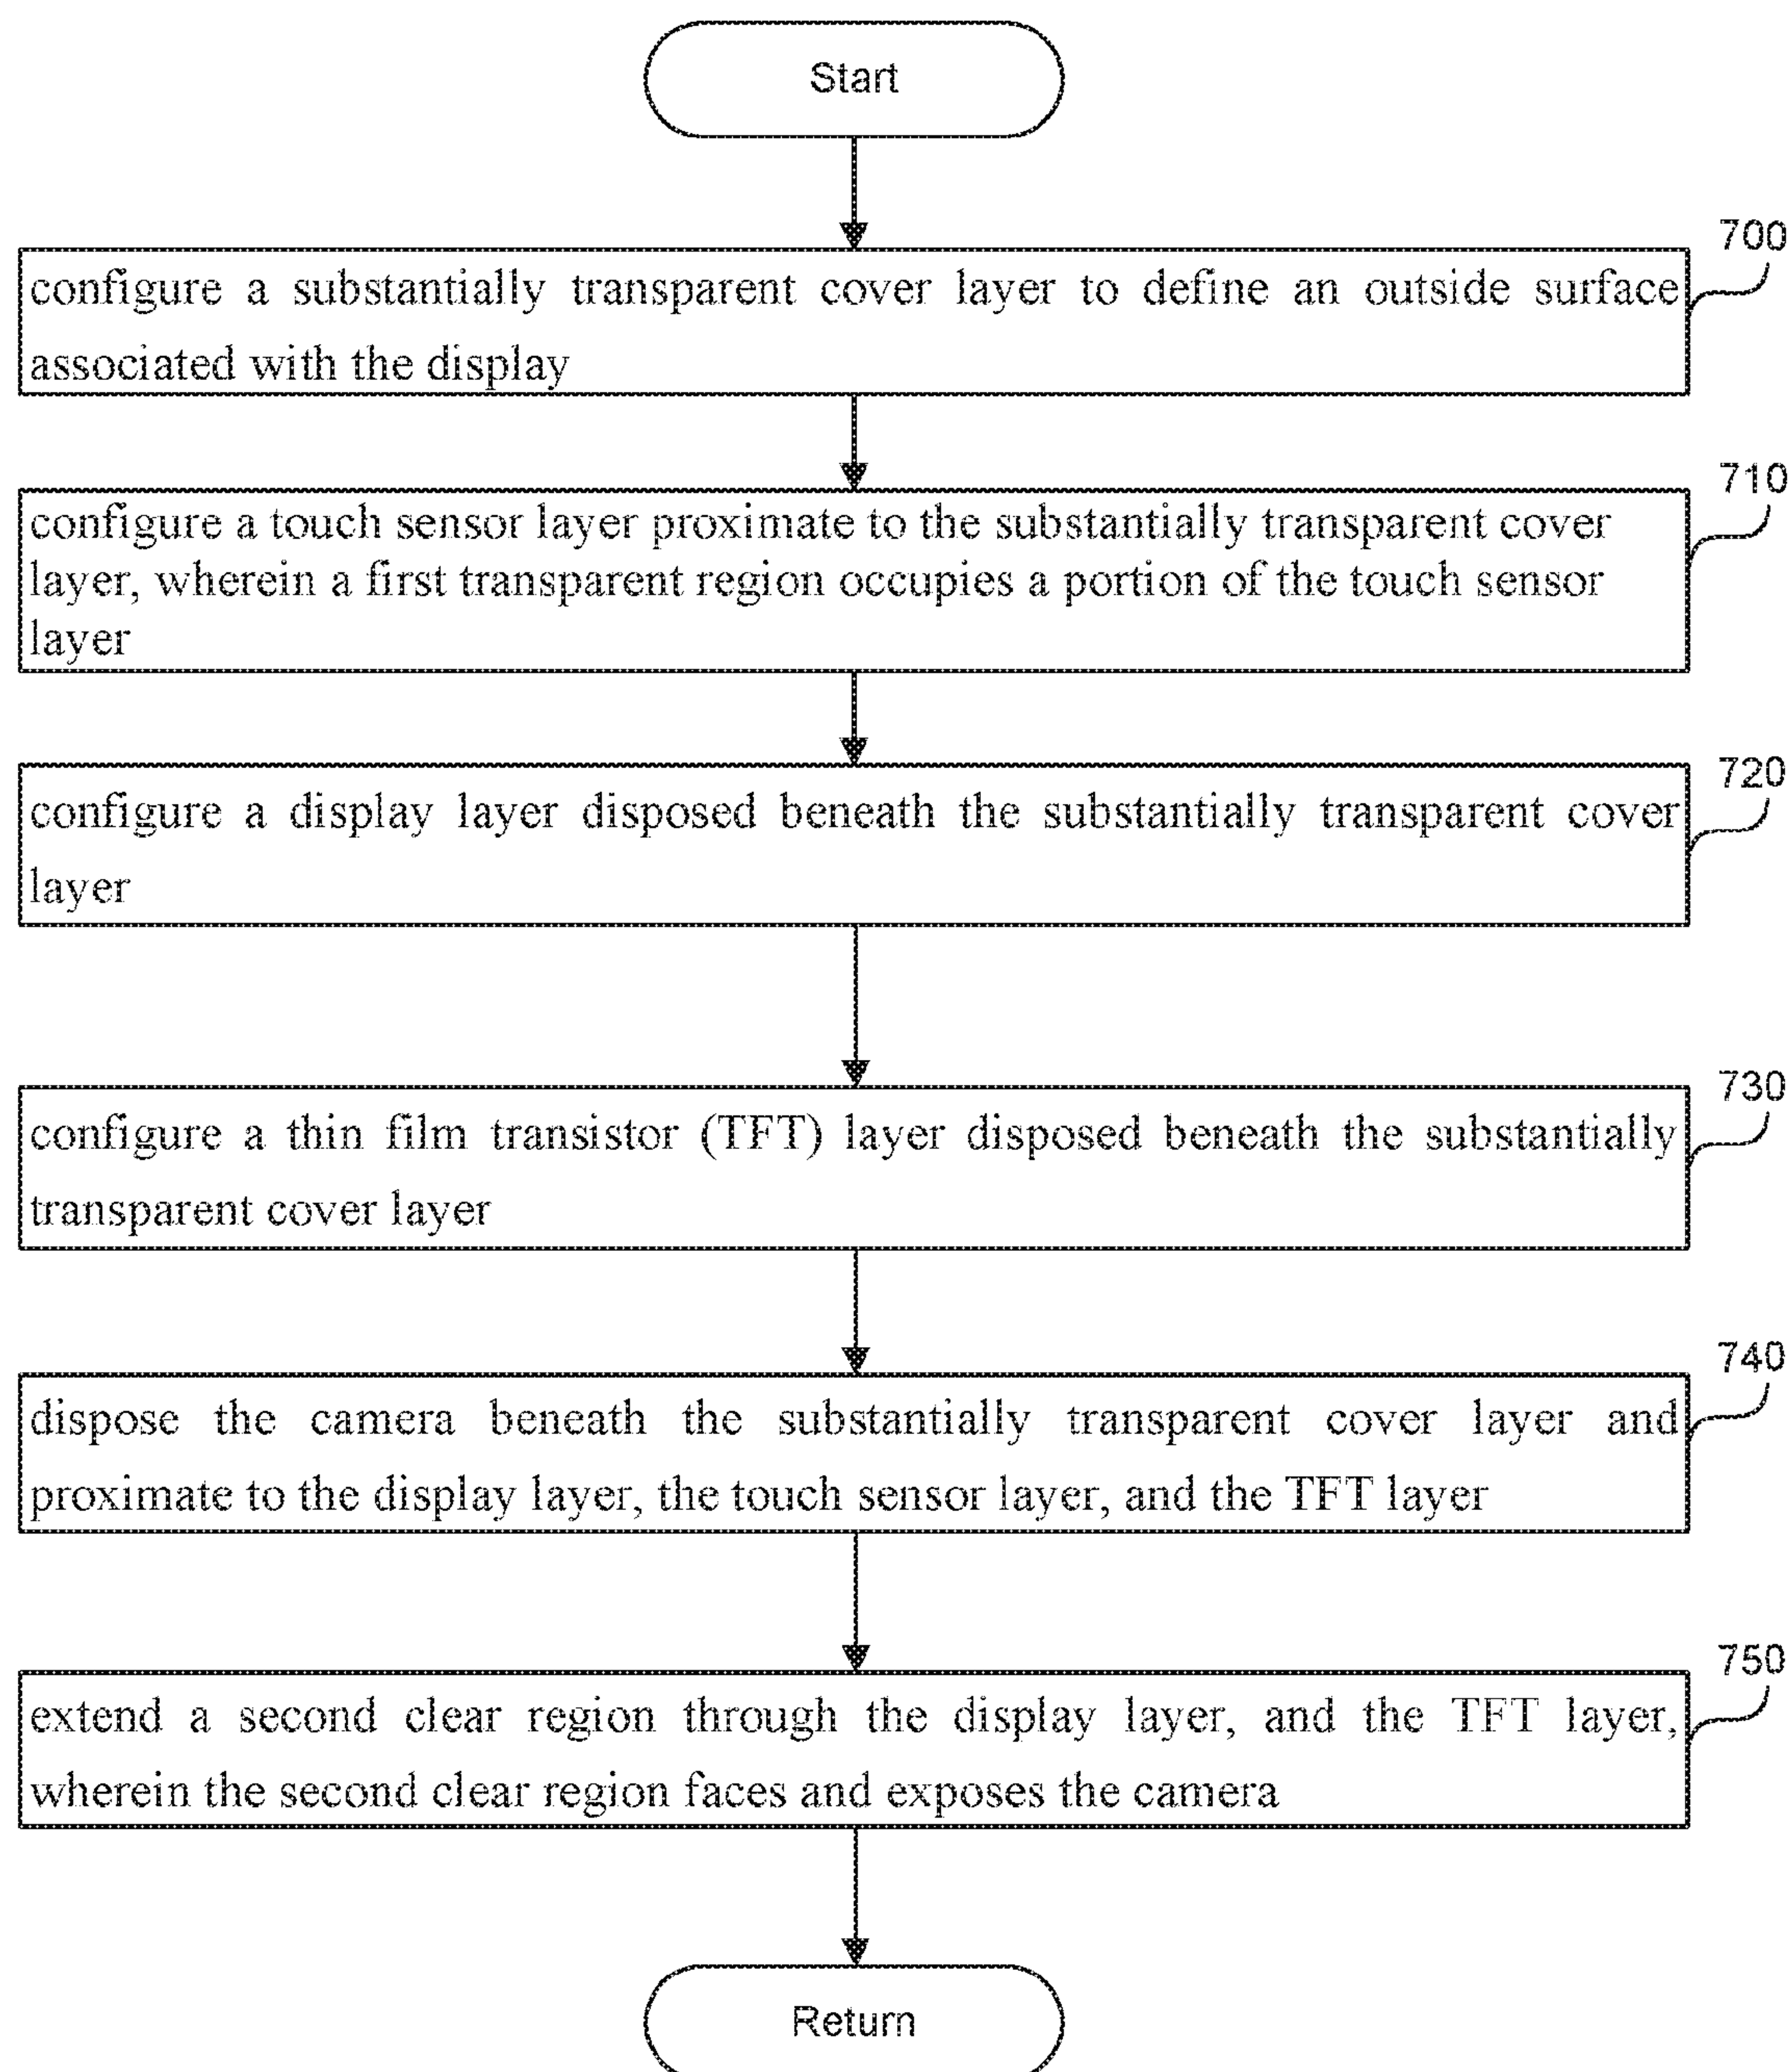 Start
700
configure a substantially transparent cover layer to define an outside surface
associated with the display
710
configure a touch sensor layer proximate to the substantially transparent cover
layer, wherein a first transparent region occupies a portion of the touch sensor
layer
720
configure a display layer disposed beneath the substantially transparent cover
layer
730
configure a thin film transistor (TFT) layer disposed beneath the substantially
transparent cover layer
740
dispose the camera beneath the substantially transparent cover layer and
proximate to the display layer, the touch sensor layer, and the TFT layer
750
extend a second clear region through the display layer, and the TFT layer,
wherein the second clear region faces and exposes the camera
Return